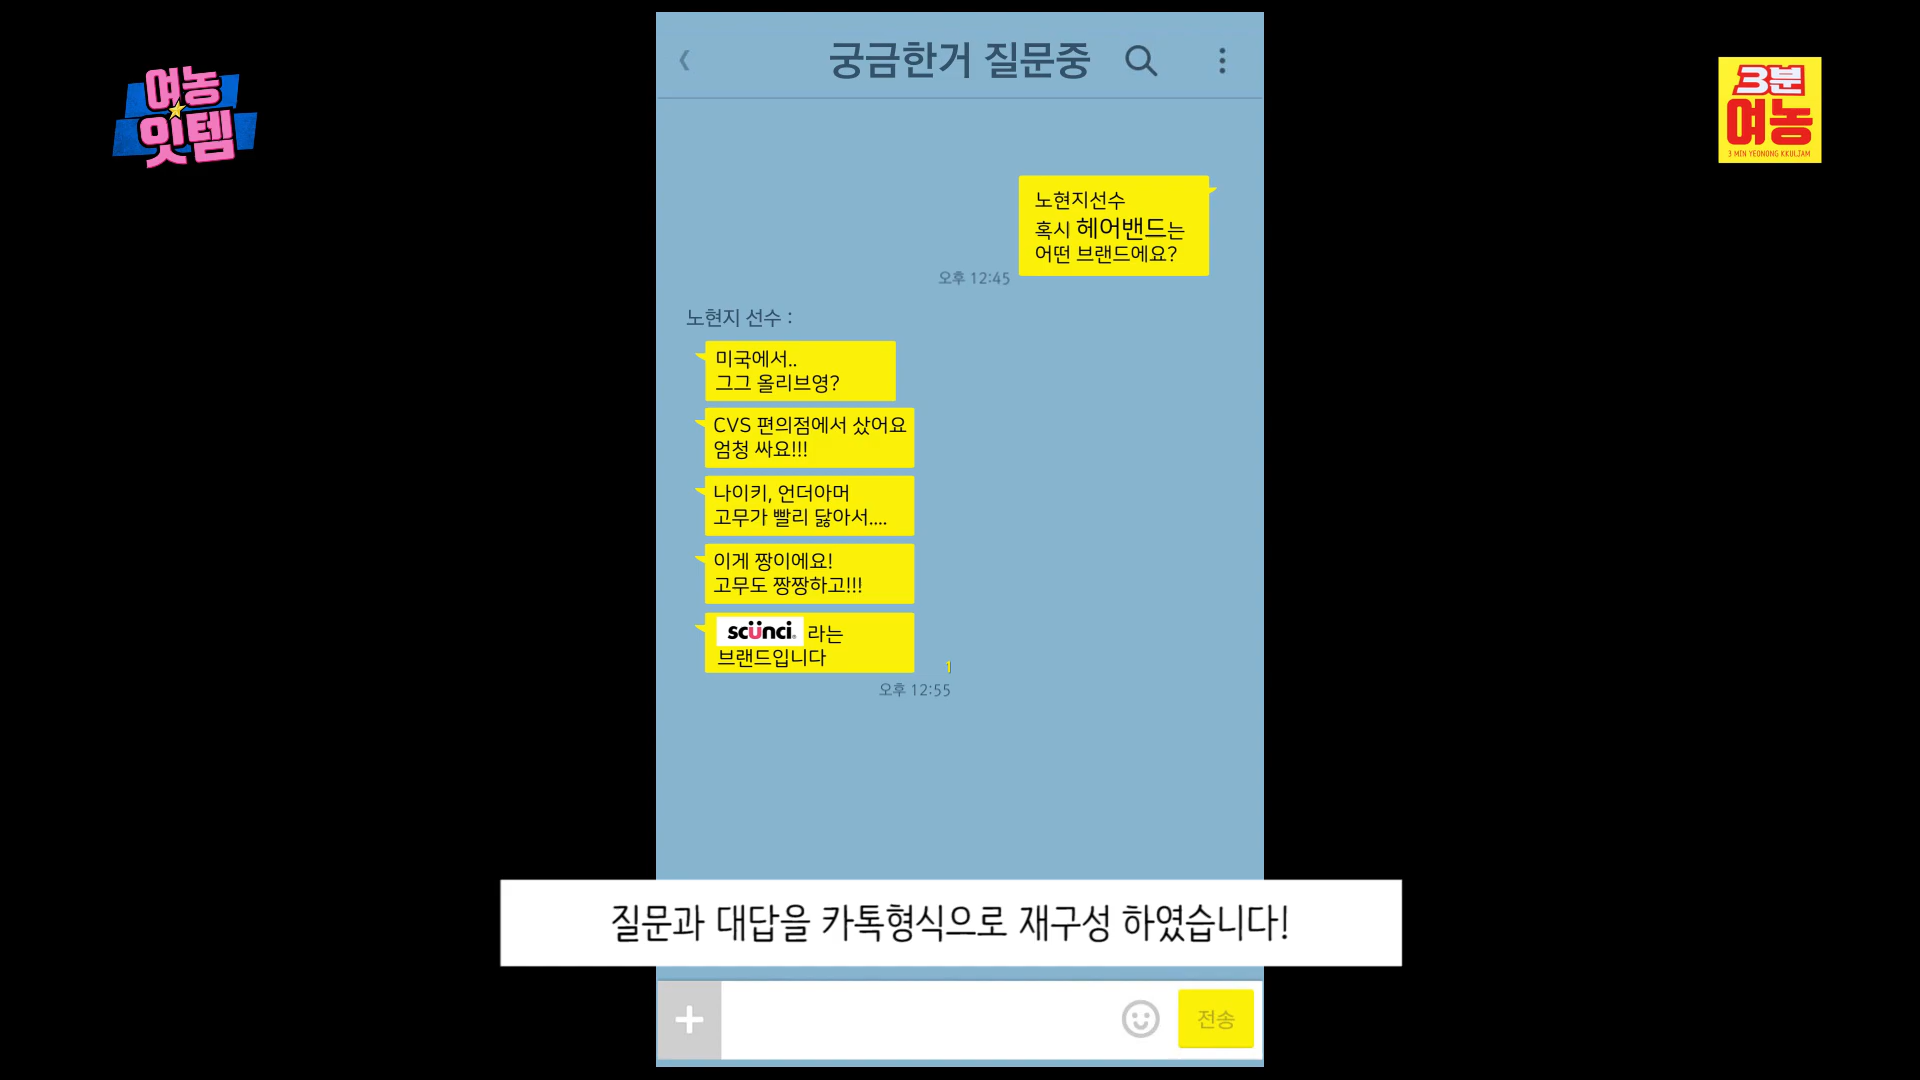 여농
잇템
3분
여농
3 MIN YEONONG KKULJAM
궁금한거 질문중
노현지선수
혹시 헤어밴드는
어떤 브랜드에요?
오후 12:45
노현지 선수 :
미국에서..
그그 올리브영?
CVS 편의점에서 샀어요
엄청 싸요!!!
나이키, 언더아머
고무가 빨리 닳아서....
이게 짱이에요!
고무도 짱짱하고!!!
scünci® 라는
브랜드입니다
1
오후 12:55
질문과 대답을 카톡형식으로 재구성 하였습니다!
전송